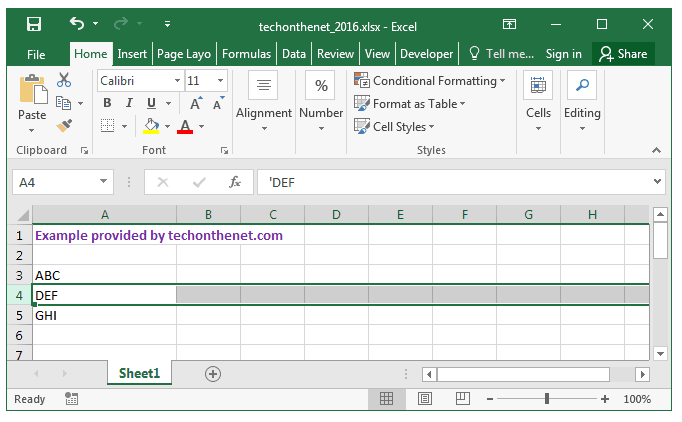 techonthenet_2016.xlsx - Excel
File Home Insert Page Layo Formulas Data Review View Developer Tell me... Sign in Share
Calibri 11 % Conditional Formatting
Paste B I U A A Alignment Number Format as Table Cells Editing
A Cell Styles
Clipboard Font Styles
A4 fx 'DEF
A B C D E F G H
1 Example provided by techonthenet.com
2
3 ABC
4 DEF
5 GHI
6
7
Sheet1
Ready 100%